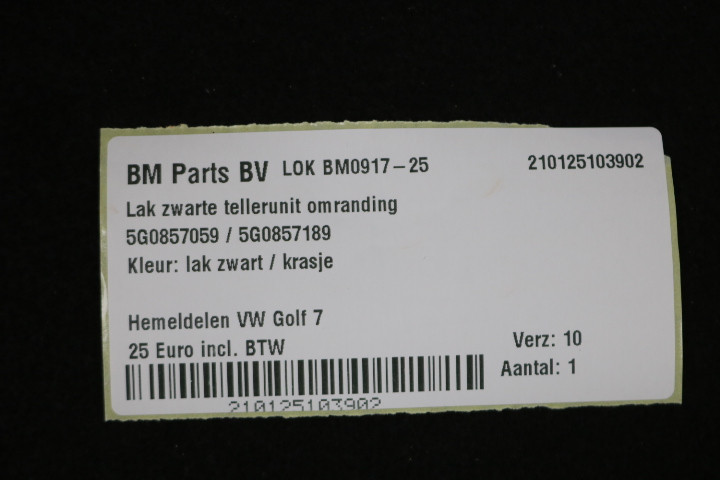 BM Parts BV LOK BM0917-25 210125103902
Lak zwarte tellerunit omranding
5G0857059 / 5G0857189
Kleur: lak zwart / krasje
Hemeldelen VW Golf 7
25 Euro incl. BTW
Verz: 10
Aantal: 1
210125103902